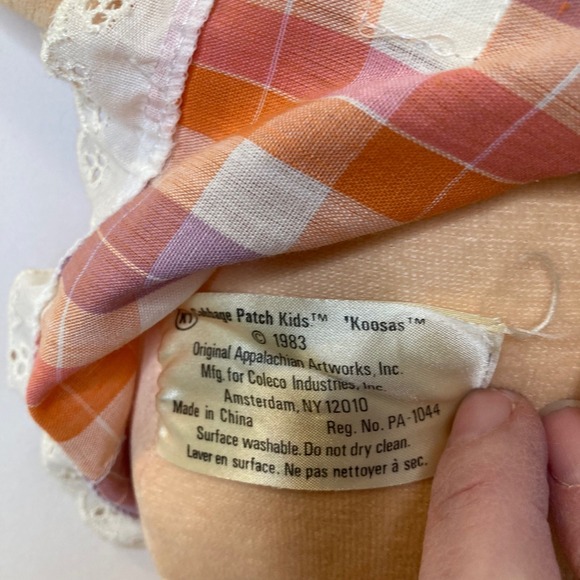 (K) Cabbage Patch Kids™ 'Koosas™
© 1983
Original Appalachian Artworks, Inc.
Mfg. for Coleco Industries, Inc.
Amsterdam, NY 12010
Made in China Reg. No. PA-1044
Surface washable. Do not dry clean.
Laver en surface. Ne pas nettoyer à sec.